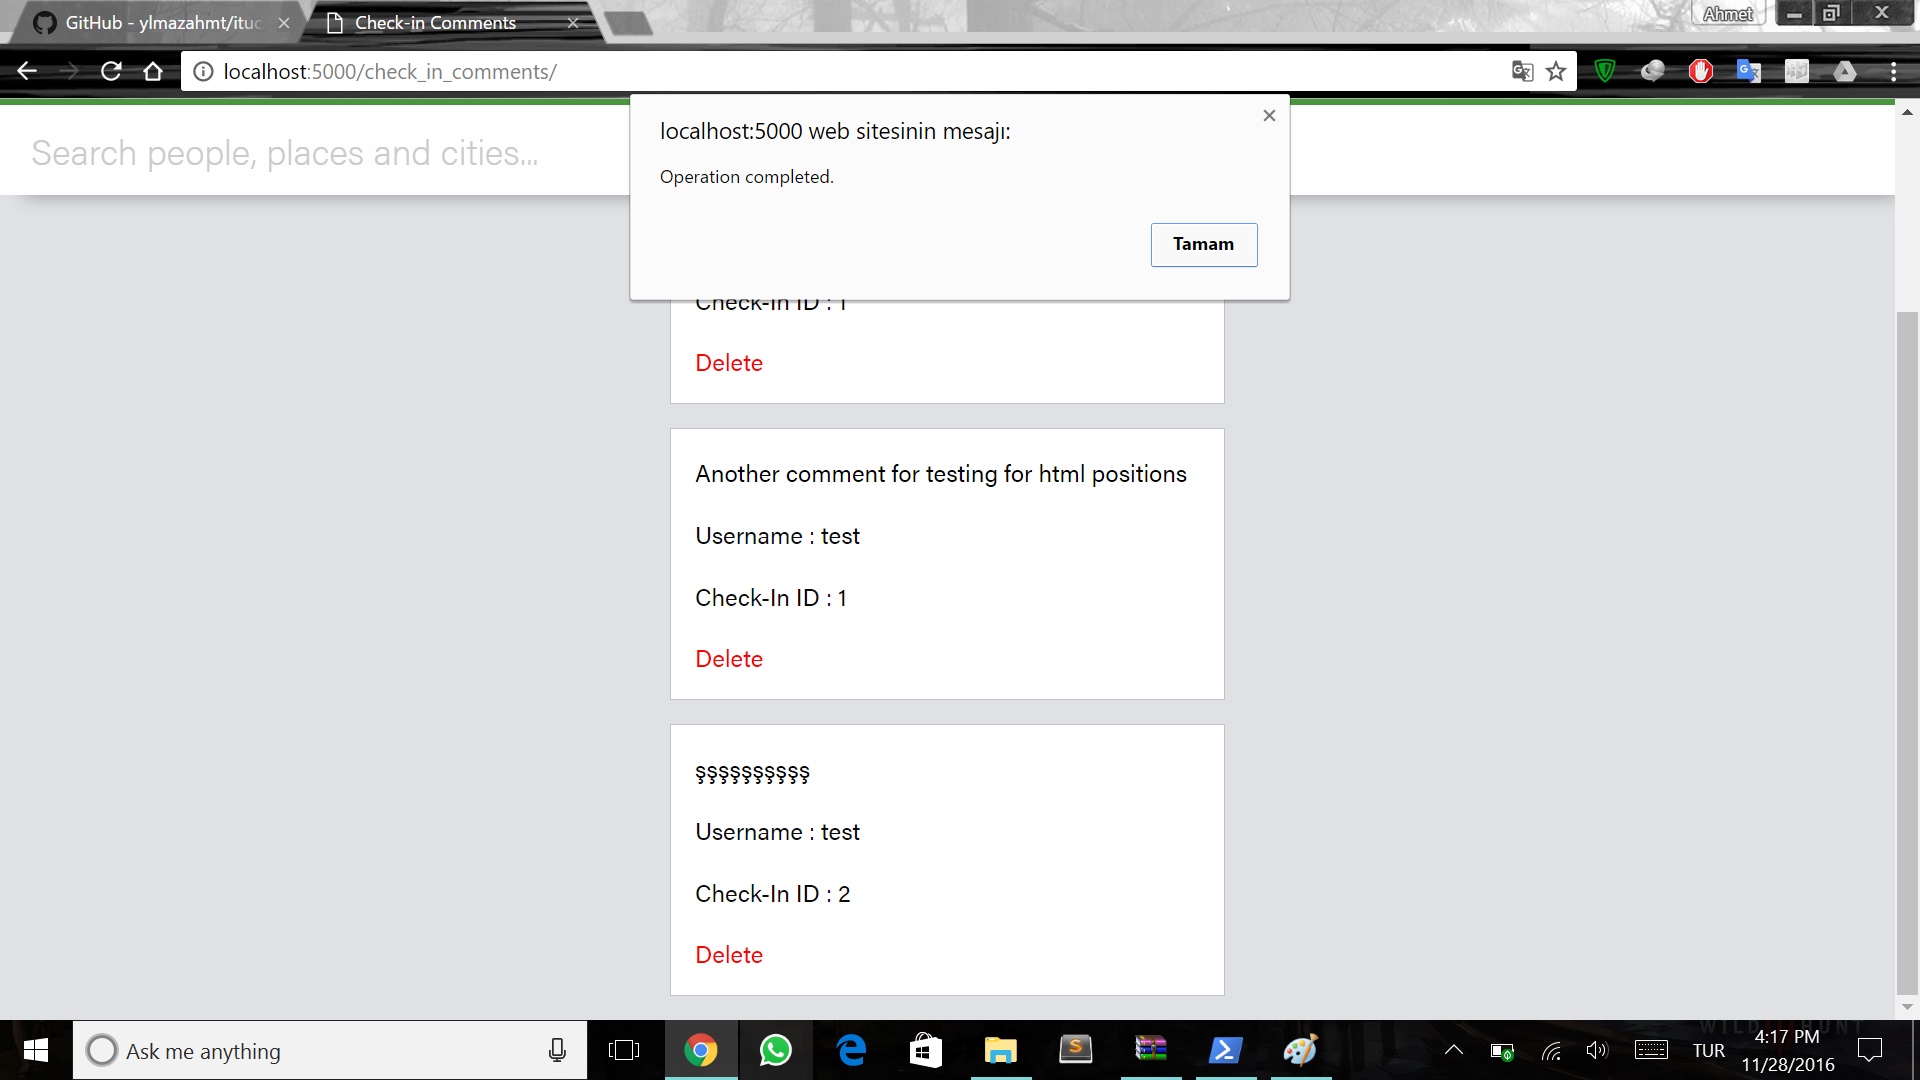 GitHub - ylmazahmt/ituc
Check-in Comments
Ahmet
localhost:5000/check_in_comments/
Search people, places and cities...
localhost:5000 web sitesinin mesajı:
Operation completed.
Tamam
Check-In ID : 1
Delete
Another comment for testing for html positions
Username : test
Check-In ID : 1
Delete
şşşşşşşşşş
Username : test
Check-In ID : 2
Delete
Ask me anything
TUR
4:17 PM
11/28/2016